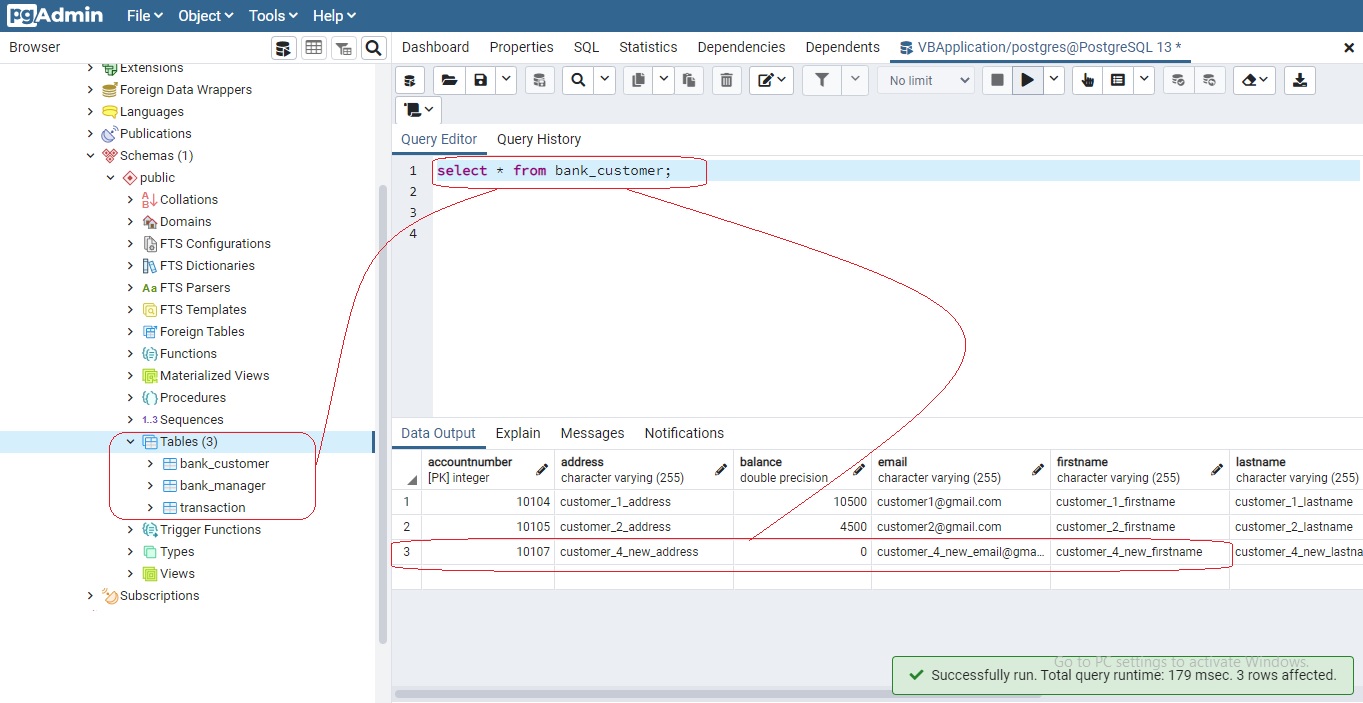 pgAdmin File Object Tools Help
Browser
Dashboard Properties SQL Statistics Dependencies Dependents VBApplication/postgres@PostgreSQL 13 *
Extensions
Foreign Data Wrappers
Languages
Publications
Schemas (1)
public
Collations
Domains
FTS Configurations
FTS Dictionaries
Aa FTS Parsers
FTS Templates
Foreign Tables
Functions
Materialized Views
Procedures
1..3 Sequences
Tables (3)
bank_customer
bank_manager
transaction
Trigger Functions
Types
Views
Subscriptions
No limit
Query Editor Query History
1 select * from bank_customer;
2
3
4
Data Output Explain Messages Notifications
accountnumber address balance email firstname lastname
[PK] integer character varying (255) double precision character varying (255) character varying (255) character varying (255)
1 10104 customer_1_address 10500 customer1@gmail.com customer_1_firstname customer_1_lastname
2 10105 customer_2_address 4500 customer2@gmail.com customer_2_firstname customer_2_lastname
3 10107 customer_4_new_address 0 customer_4_new_email@gma... customer_4_new_firstname customer_4_new_lastna
Go to PC settings to activate Windows.
Successfully run. Total query runtime: 179 msec. 3 rows affected.